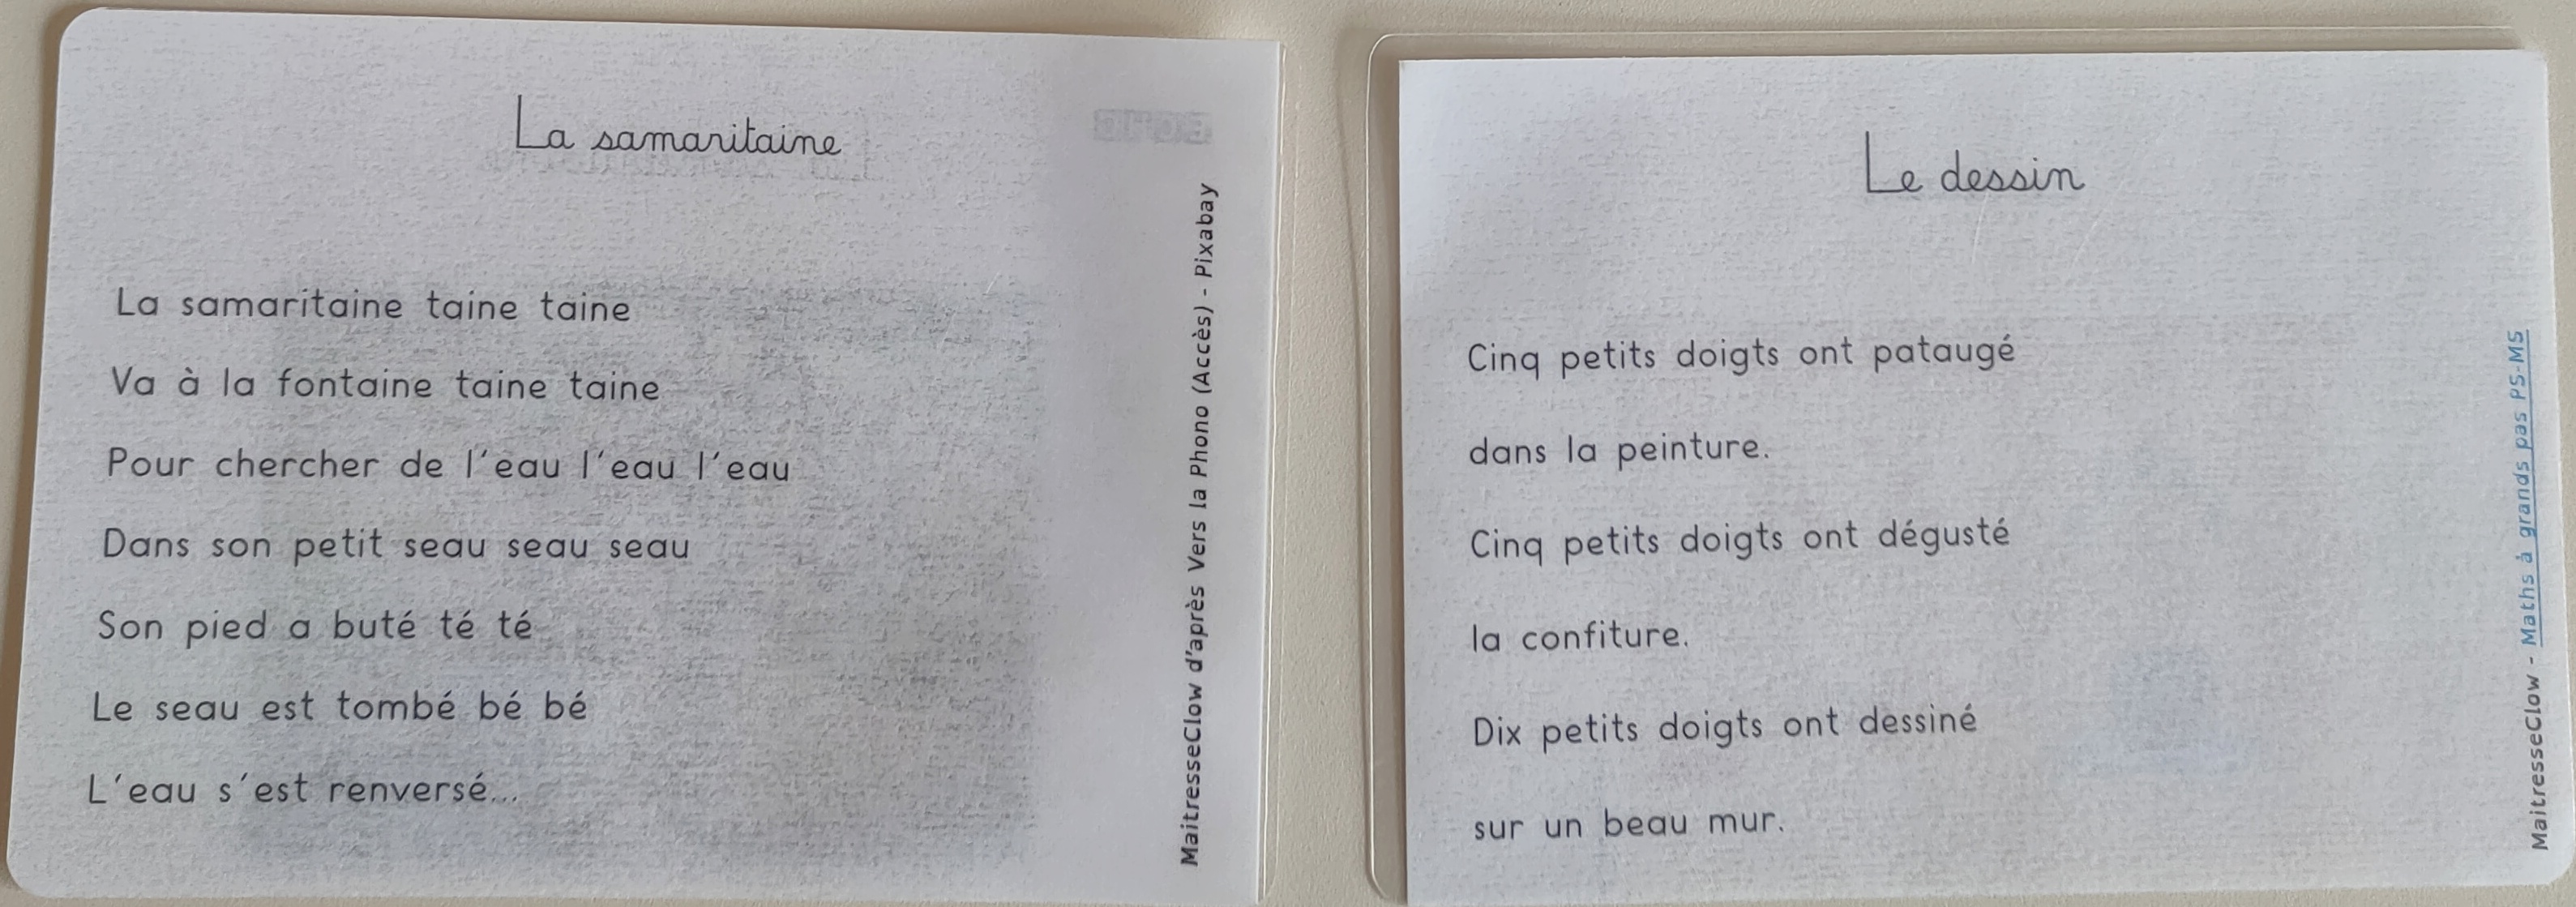 La samaritaine
La samaritaine taine taine
Va à la fontaine taine taine
Pour chercher de l'eau l'eau l'eau
Dans son petit seau seau seau
Son pied a buté té té
Le seau est tombé bé bé
L'eau s'est renversé...
MaitresseClow d'après Vers la Phono (Accès) - Pixabay
Le dessin
Cinq petits doigts ont pataugé
dans la peinture.
Cinq petits doigts ont dégusté
la confiture.
Dix petits doigts ont dessiné
sur un beau mur.
MaitresseClow - Maths à grands pas PS-MS